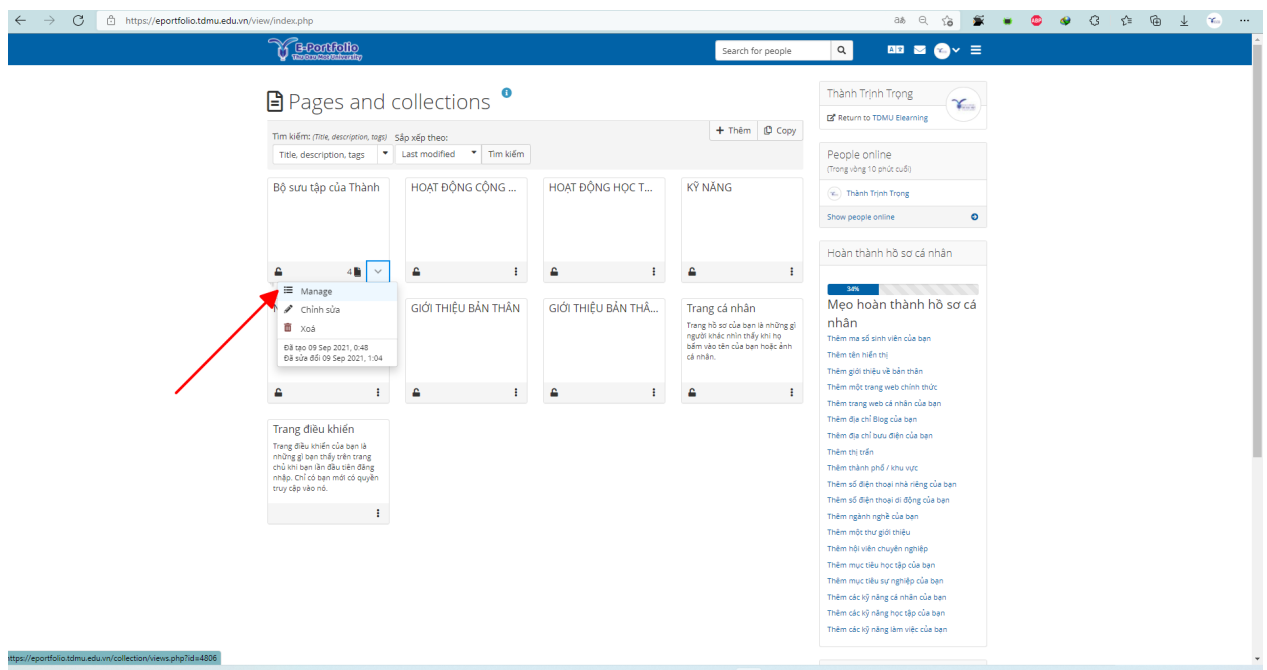 https://eportfolio.tdmu.edu.vn/view/index.php
E-Portfolio
Thu Dau Mot University
Search for people
Pages and collections
Tìm kiếm: (Title, description, tags)
Sắp xếp theo:
Title, description, tags
Last modified
Tìm kiếm
Thêm
Copy
Bộ sưu tập của Thành
HOẠT ĐỘNG CỘNG ...
HOẠT ĐỘNG HỌC T...
KỸ NĂNG
4
Manage
Chỉnh sửa
Xoá
Đã tạo 09 Sep 2021, 0:48
Đã sửa đổi 09 Sep 2021, 1:04
GIỚI THIỆU BẢN THÂN
GIỚI THIỆU BẢN THÂ...
Trang cá nhân
Trang hồ sơ của bạn là những gì
người khác nhìn thấy khi họ
bấm vào tên của bạn hoặc ảnh
cá nhân.
Trang điều khiển
Trang điều khiển của bạn là
những gì bạn thấy trên trang
chủ khi bạn lần đầu tiên đăng
nhập. Chỉ có bạn mới có quyền
truy cập vào nó.
Thành Trịnh Trọng
Return to TDMU Elearning
People online
(Trong vòng 10 phút cuối)
Thành Trịnh Trọng
Show people online
Hoàn thành hồ sơ cá nhân
34%
Mẹo hoàn thành hồ sơ cá
nhân
Thêm ma số sinh viên của bạn
Thêm tên hiển thị
Thêm giới thiệu về bản thân
Thêm một trang web chính thức
Thêm trang web cá nhân của bạn
Thêm địa chỉ Blog của bạn
Thêm địa chỉ bưu điện của bạn
Thêm thị trấn
Thêm thành phố / khu vực
Thêm số điện thoại nhà riêng của bạn
Thêm số điện thoại di động của bạn
Thêm ngành nghề của bạn
Thêm một thư giới thiệu
Thêm hội viên chuyên nghiệp
Thêm mục tiêu học tập của bạn
Thêm mục tiêu sự nghiệp của bạn
Thêm các kỹ năng cá nhân của bạn
Thêm các kỹ năng học tập của bạn
Thêm các kỹ năng làm việc của bạn
https://eportfolio.tdmu.edu.vn/collection/views.php?id=4806